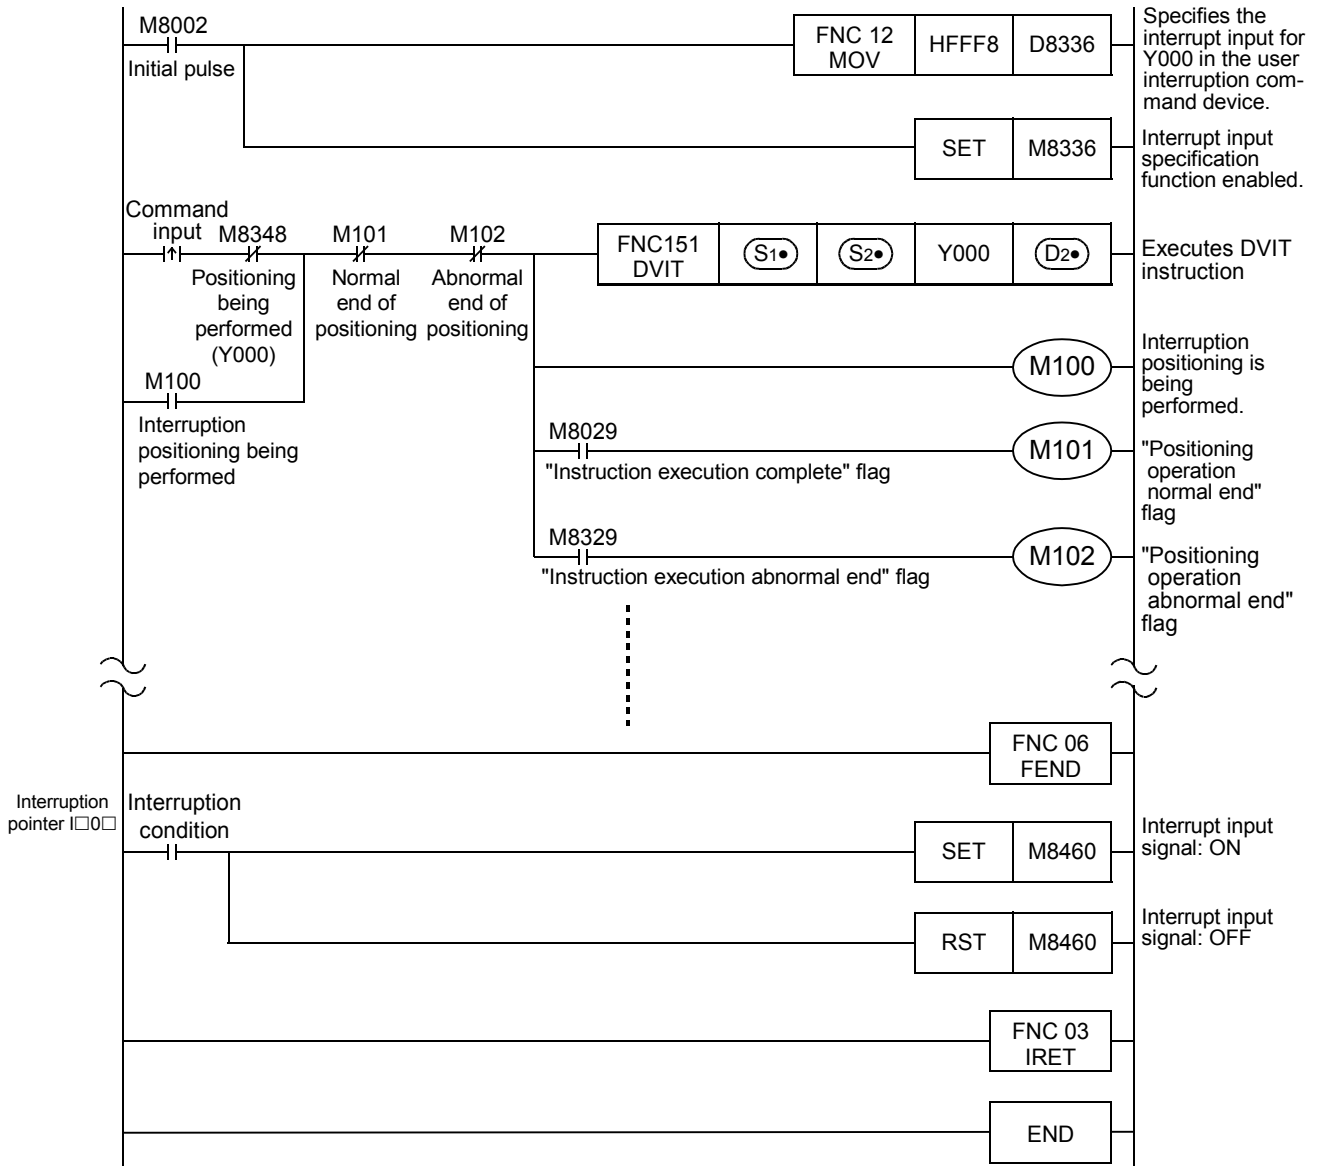 M8002
Initial pulse
FNC 12
MOV
HFFF8
D8336
Specifies the
interrupt input for
Y000 in the user
interruption com-
mand device.
SET
M8336
Interrupt input
specification
function enabled.
Command
input
M8348
M101
M102
Positioning
being
performed
(Y000)
Normal
end of
positioning
Abnormal
end of
positioning
FNC151
DVIT
S1•
S2•
Y000
D2•
Executes DVIT
instruction
M100
Interruption
positioning being
performed
M100
Interruption
positioning is
being
performed.
M8029
"Instruction execution complete" flag
M101
"Positioning
operation
normal end"
flag
M8329
"Instruction execution abnormal end" flag
M102
"Positioning
operation
abnormal end"
flag
FNC 06
FEND
Interruption
pointer I□0□
Interruption
condition
SET
M8460
Interrupt input
signal: ON
RST
M8460
Interrupt input
signal: OFF
FNC 03
IRET
END